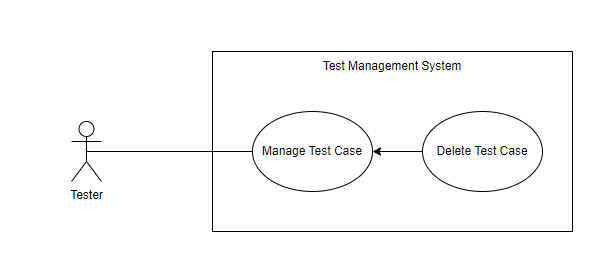 Test Management System
Manage Test Case
Delete Test Case
Tester